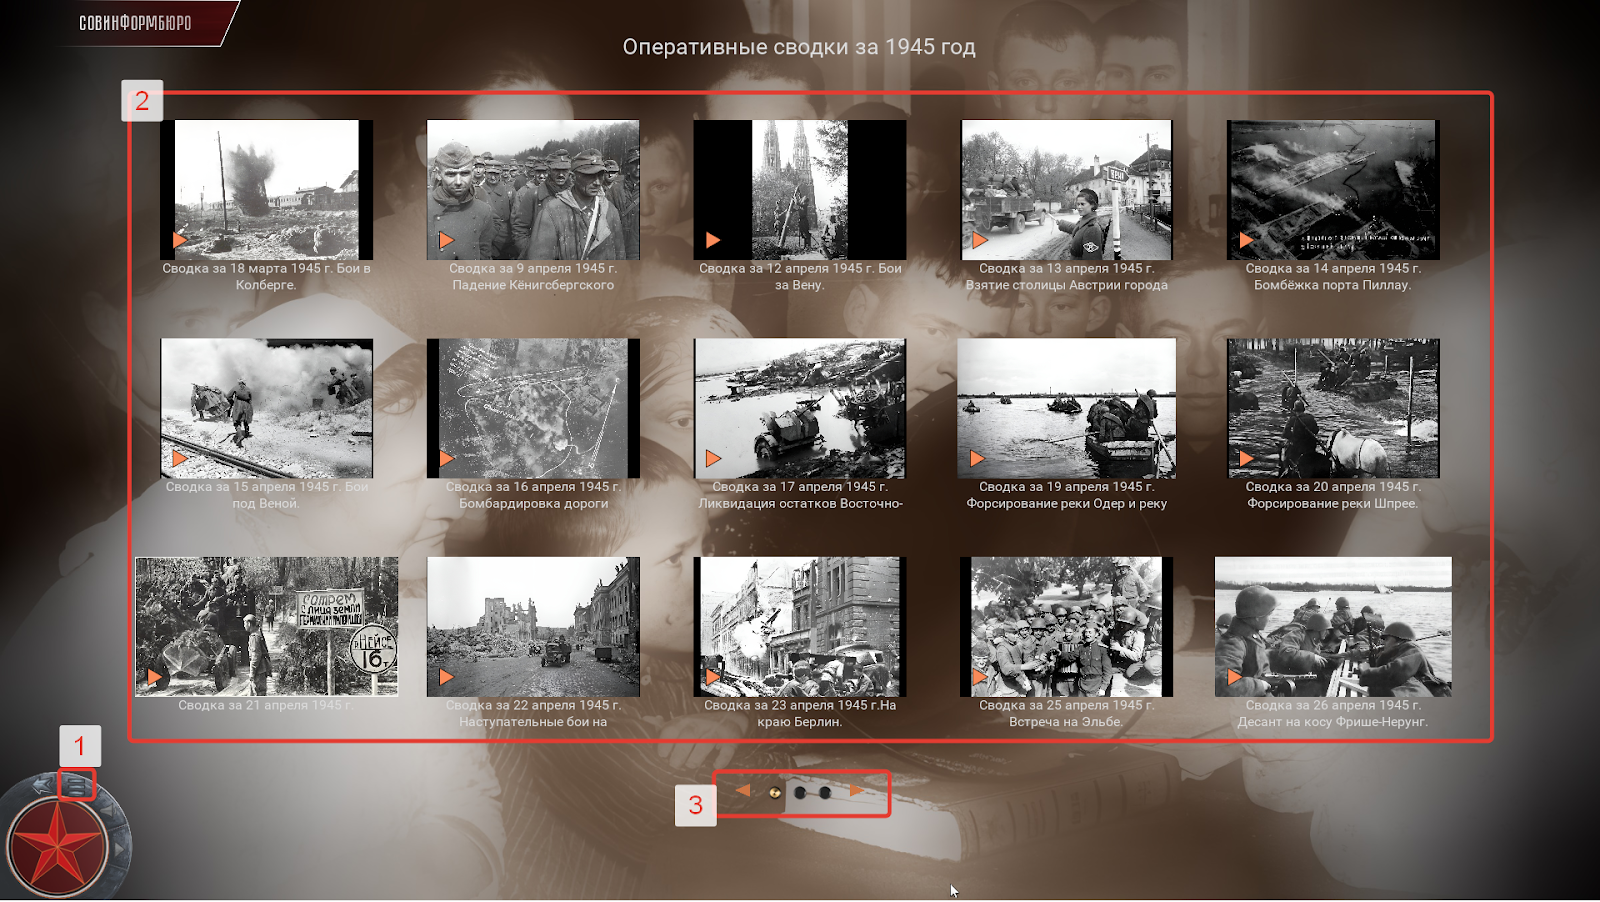 СОВИНФОРМБЮРО
Оперативные сводки за 1945 год
2
Сводка за 18 марта 1945 г. Бои в
Колберге.
Сводка за 9 апреля 1945 г.
Падение Кёнигсбергского
Сводка за 12 апреля 1945 г. Бои
за Вену.
Сводка за 13 апреля 1945 г.
Взятие столицы Австрии города
Сводка за 14 апреля 1945 г.
Бомбёжка порта Пиллау.
Сводка за 15 апреля 1945 г. Бои
под Веной.
Сводка за 16 апреля 1945 г.
Бомбардировка дороги
Сводка за 17 апреля 1945 г.
Ликвидация остатков Восточно-
Сводка за 19 апреля 1945 г.
Форсирование реки Одер и реку
Сводка за 20 апреля 1945 г.
Форсирование реки Шпрее.
СОТРЕМ
С ЛИЦА ЗЕМЛИ
Р. НЕЙСЕ
16 т
Сводка за 21 апреля 1945 г.
Сводка за 22 апреля 1945 г.
Наступательные бои на
Сводка за 23 апреля 1945 г.На
краю Берлин.
Сводка за 25 апреля 1945 г.
Встреча на Эльбе.
Сводка за 26 апреля 1945 г.
Десант на косу Фрише-Нерунг.
1
3